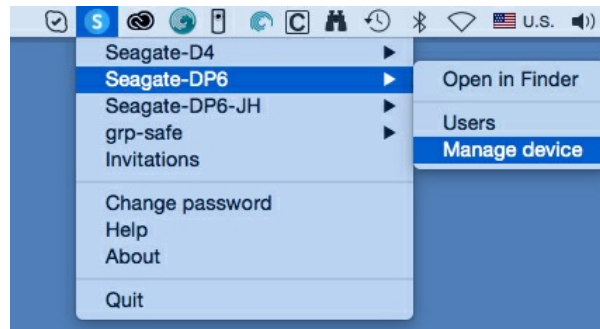 S C U.S.
Seagate-D4
Seagate-DP6
Seagate-DP6-JH
grp-safe
Invitations
Change password
Help
About
Quit
Open in Finder
Users
Manage device